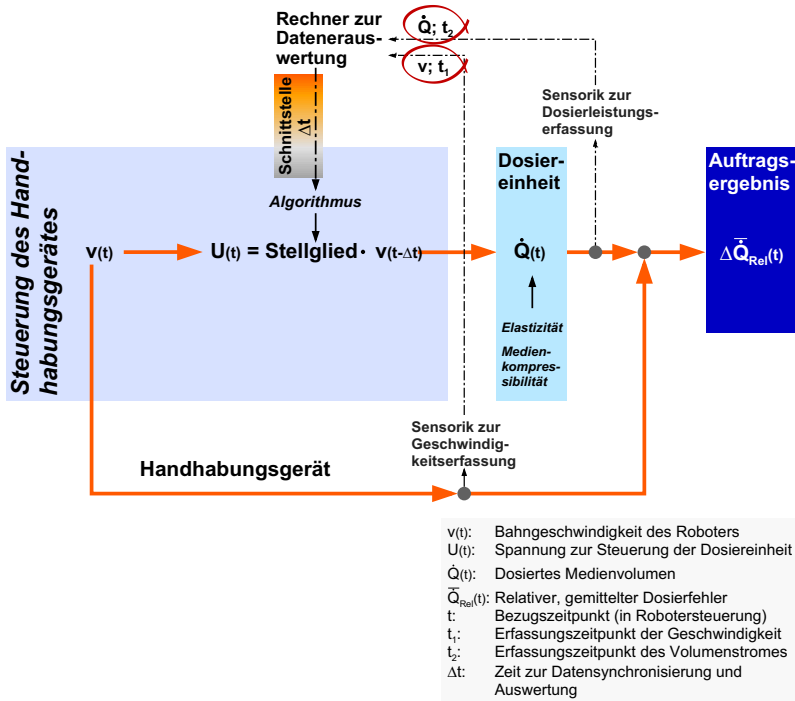 Rechner zur
Dateneraus-
wertung
Q̇; t₂
v; t₁
Schnittstelle
Δt
Sensorik zur
Dosierleistungs-
erfassung
Steuerung des Hand-
habungsgerätes
Algorithmus
v(t)
U(t) = Stellglied · v(t-Δt)
Dosier-
einheit
Q̇(t)
Elastizität
Medien-
kompres-
sibilität
Auftrags-
ergebnis
ΔQ̇̅Rel(t)
Sensorik zur
Geschwindig-
keitserfassung
Handhabungsgerät
v(t): Bahngeschwindigkeit des Roboters
U(t): Spannung zur Steuerung der Dosiereinheit
Q̇(t): Dosiertes Medienvolumen
Q̇̅Rel(t): Relativer, gemittelter Dosierfehler
t: Bezugszeitpunkt (in Robotersteuerung)
t₁: Erfassungszeitpunkt der Geschwindigkeit
t₂: Erfassungszeitpunkt des Volumenstromes
Δt: Zeit zur Datensynchronisierung und
Auswertung